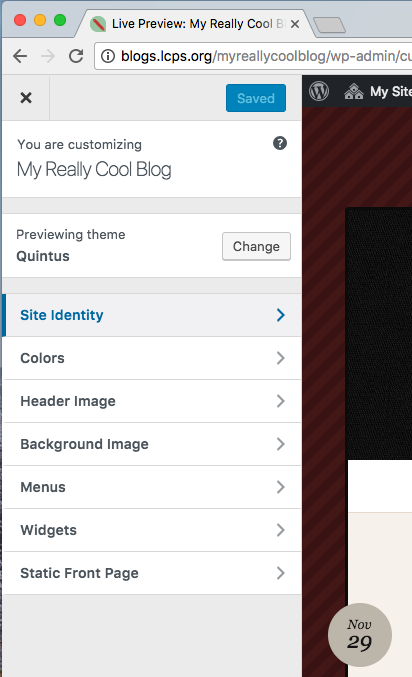 Live Preview: My Really Cool Bl
blogs.lcps.org/myreallycoolblog/wp-admin/cu
Saved
My Site
You are customizing
My Really Cool Blog
Previewing theme
Quintus
Change
Site Identity
Colors
Header Image
Background Image
Menus
Widgets
Static Front Page
Nov
29